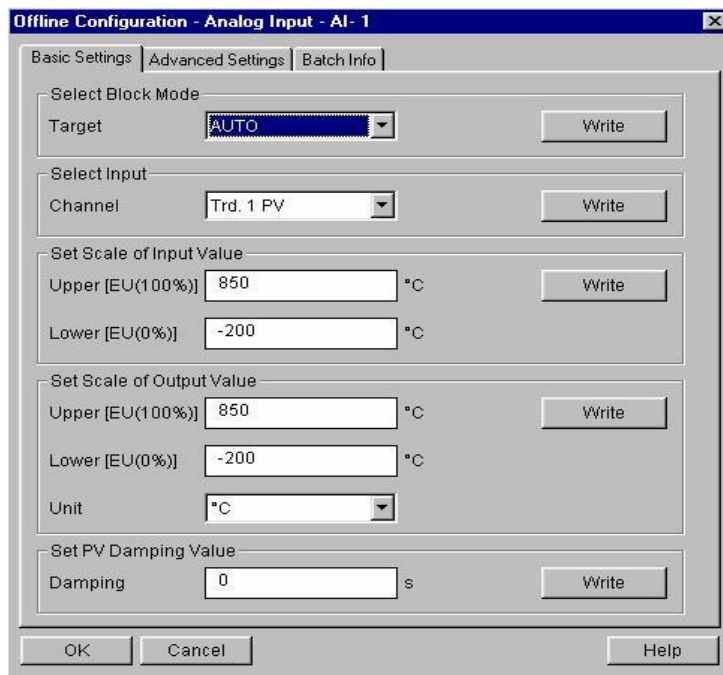 Offline Configuration - Analog Input - AI- 1
Basic Settings Advanced Settings Batch Info
Select Block Mode
Target AUTO Write
Select Input
Channel Trd. 1 PV Write
Set Scale of Input Value
Upper [EU(100%)] 850 °C Write
Lower [EU(0%)] -200 °C
Set Scale of Output Value
Upper [EU(100%)] 850 °C Write
Lower [EU(0%)] -200 °C
Unit °C
Set PV Damping Value
Damping 0 s Write
OK Cancel Help